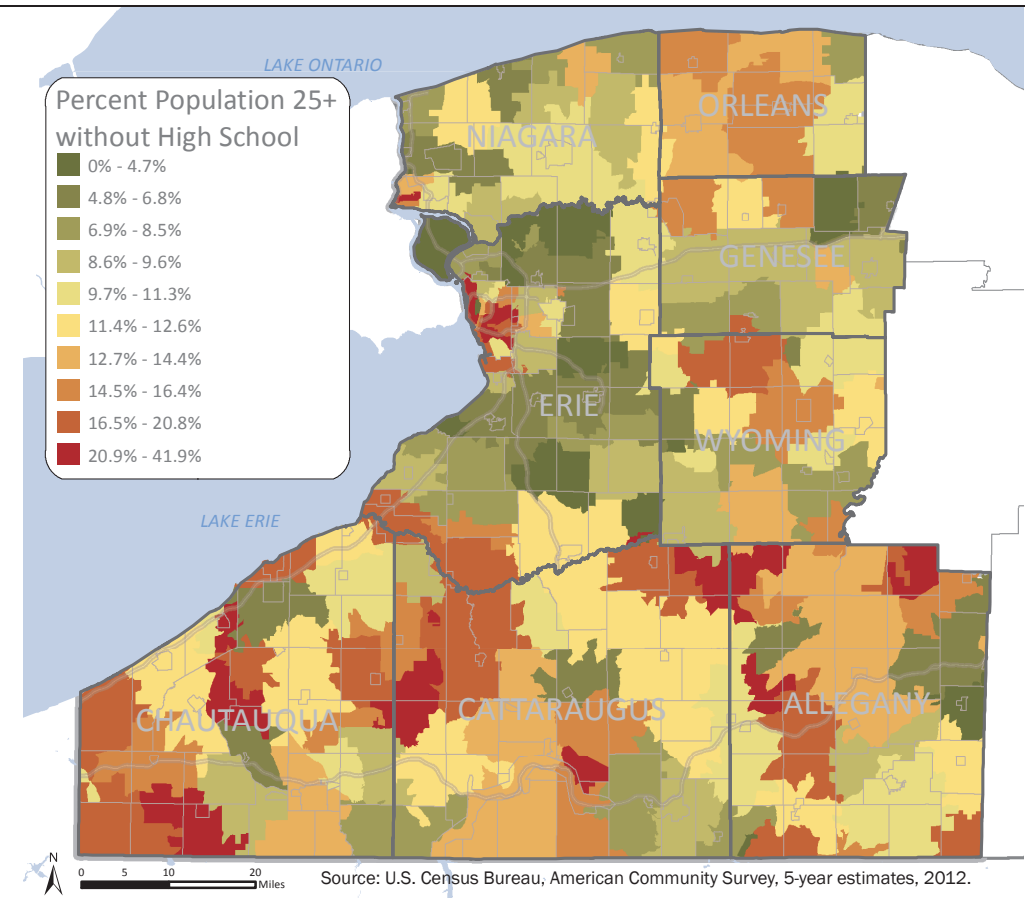 LAKE ONTARIO
Percent Population 25+
without High School
0% - 4.7%
4.8% - 6.8%
6.9% - 8.5%
8.6% - 9.6%
9.7% - 11.3%
11.4% - 12.6%
12.7% - 14.4%
14.5% - 16.4%
16.5% - 20.8%
20.9% - 41.9%
ORLEANS
NIAGARA
GENESEE
ERIE
WYOMING
LAKE ERIE
CHAUTAUQUA
CATTARAUGUS
ALLEGANY
N
0 5 10 20
Miles
Source: U.S. Census Bureau, American Community Survey, 5-year estimates, 2012.